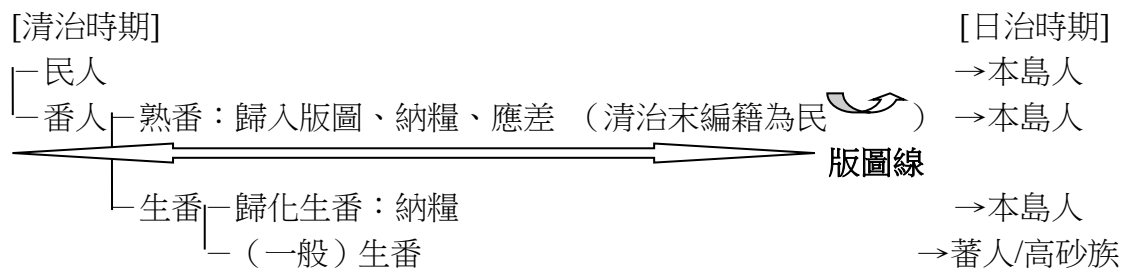 [清治時期] [日治時期]
－民人 →本島人
－番人－熟番：歸入版圖、納糧、應差 （清治末編籍為民 ） →本島人
版圖線
－生番－歸化生番：納糧 →本島人
－（一般）生番 →蕃人/高砂族